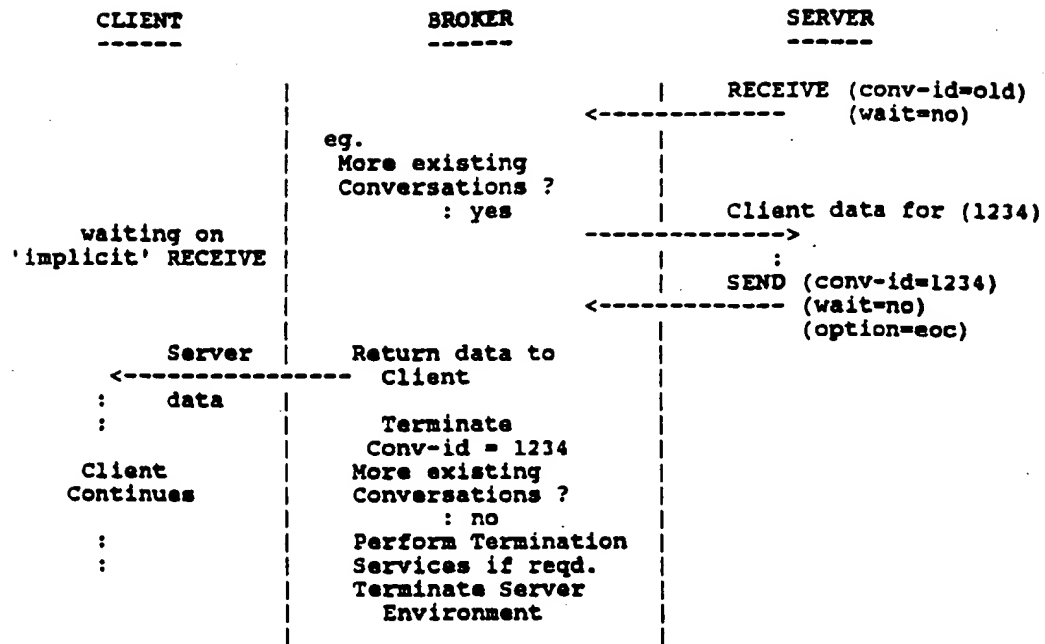 CLIENT BROKER SERVER
------ ------ ------
RECEIVE (conv-id=old)
<------------- (wait=no)
eg.
More existing
Conversations ?
: yes Client data for (1234)
waiting on -------------->
'implicit' RECEIVE :
SEND (conv-id=1234)
<------------- (wait=no)
(option=eoc)
Server Return data to
<---------------- Client
: data
: Terminate
Conv-id = 1234
Client More existing
Continues Conversations ?
: no
: Perform Termination
: Services if reqd.
Terminate Server
Environment